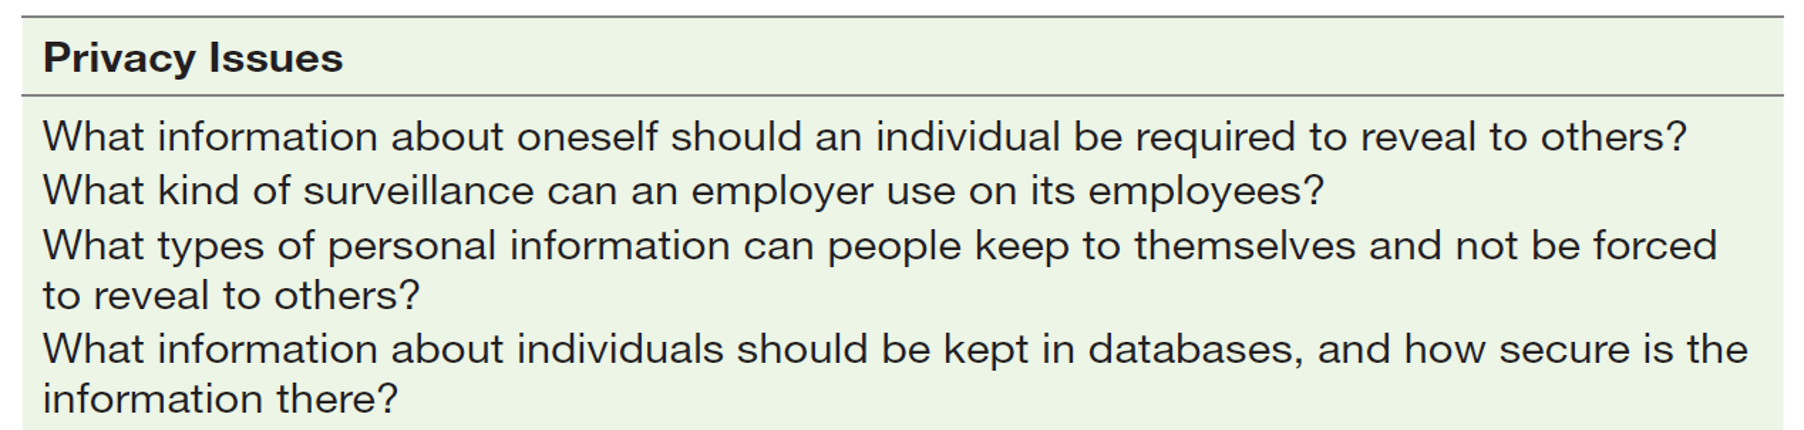 Privacy Issues
What information about oneself should an individual be required to reveal to others?
What kind of surveillance can an employer use on its employees?
What types of personal information can people keep to themselves and not be forced
to reveal to others?
What information about individuals should be kept in databases, and how secure is the
information there?